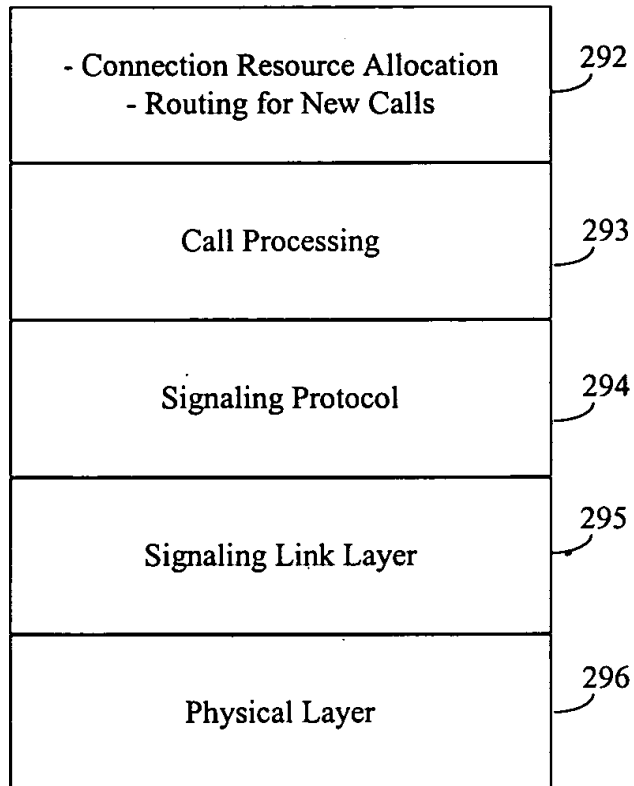 - Connection Resource Allocation
- Routing for New Calls
292
Call Processing
293
Signaling Protocol
294
Signaling Link Layer
295
Physical Layer
296